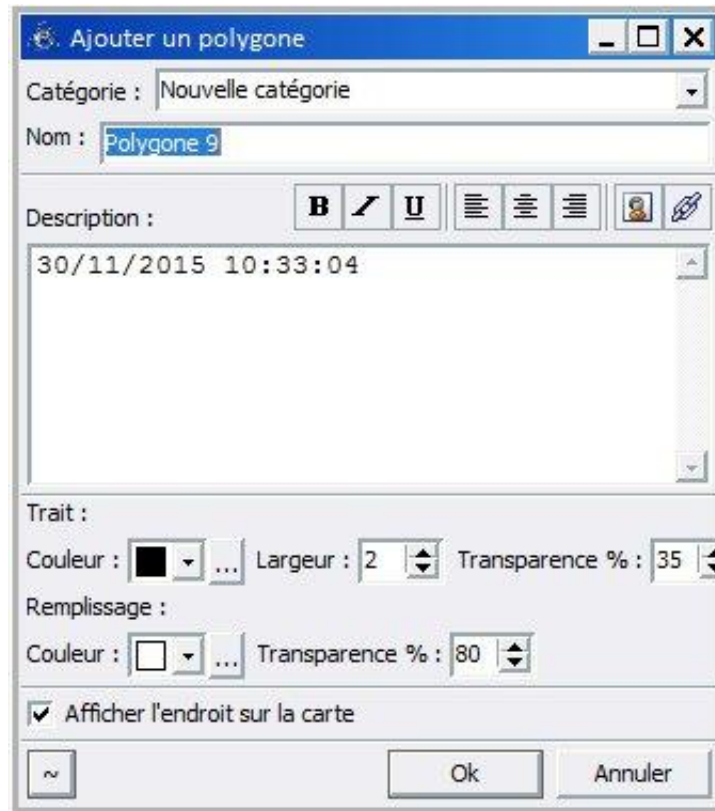 Ajouter un polygone
Catégorie : Nouvelle catégorie
Nom : Polygone 9
Description : B I U
30/11/2015 10:33:04
Trait :
Couleur : ... Largeur : 2 Transparence % : 35
Remplissage :
Couleur : ... Transparence % : 80
Afficher l'endroit sur la carte
~ Ok Annuler